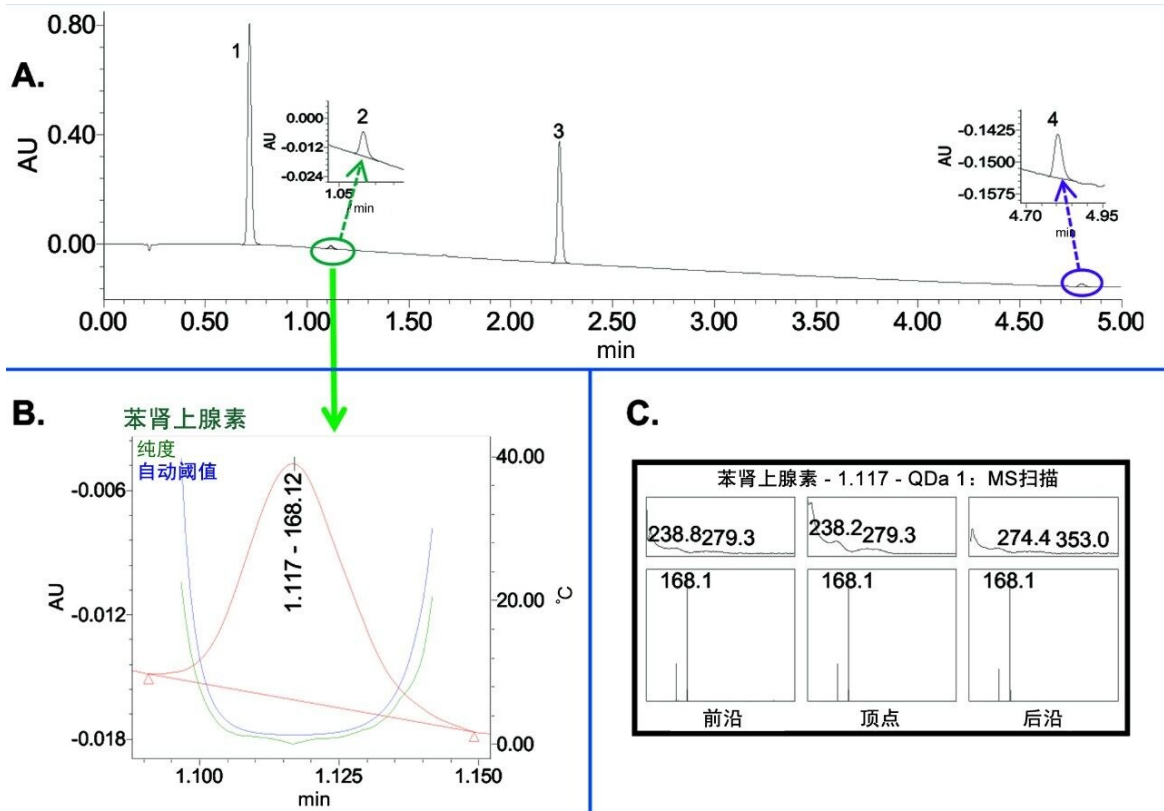 A.
AU
0.80
0.40
0.00
1
2
3
4
AU
0.000
-0.012
-0.024
1.05
min
AU
-0.1425
-0.1500
-0.1575
4.70
4.95
min
0.00 0.50 1.00 1.50 2.00 2.50 3.00 3.50 4.00 4.50 5.00
min
B.
苯肾上腺素
纯度
自动阈值
AU
-0.006
-0.012
-0.018
1.117 - 168.12
40.00
20.00
0.00
°C
1.100 1.125 1.150
min
C.
苯肾上腺素 - 1.117 - QDa 1：MS扫描
238.8 279.3
238.2 279.3
274.4 353.0
168.1
168.1
168.1
前沿
顶点
后沿